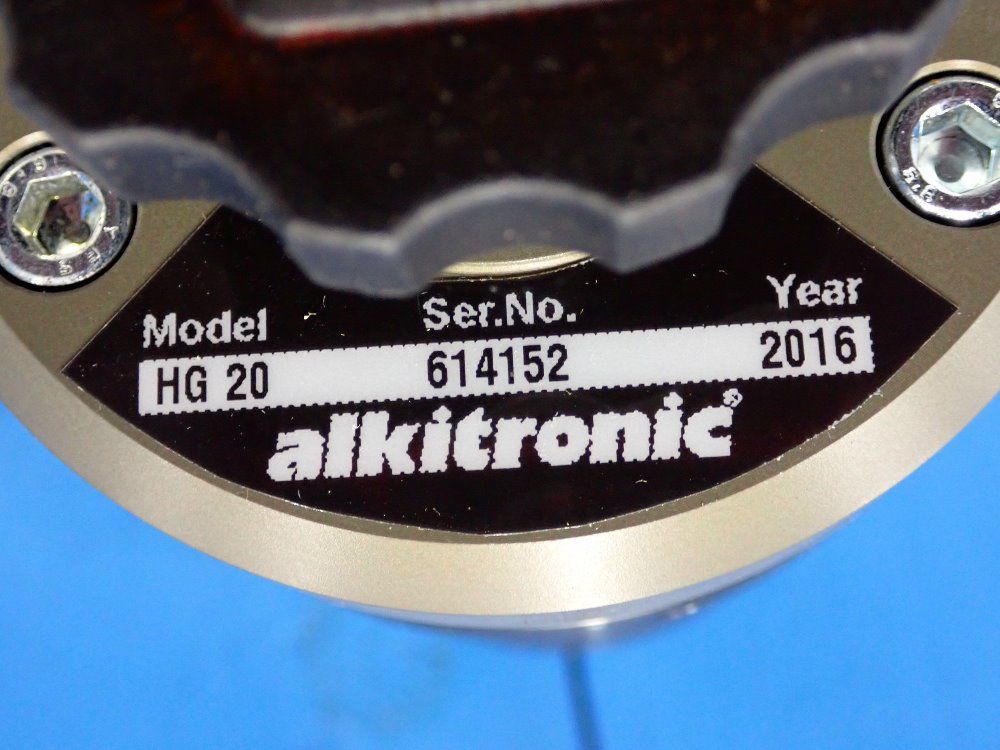 Model Ser.No. Year
HG 20 614152 2016
alkitronic®